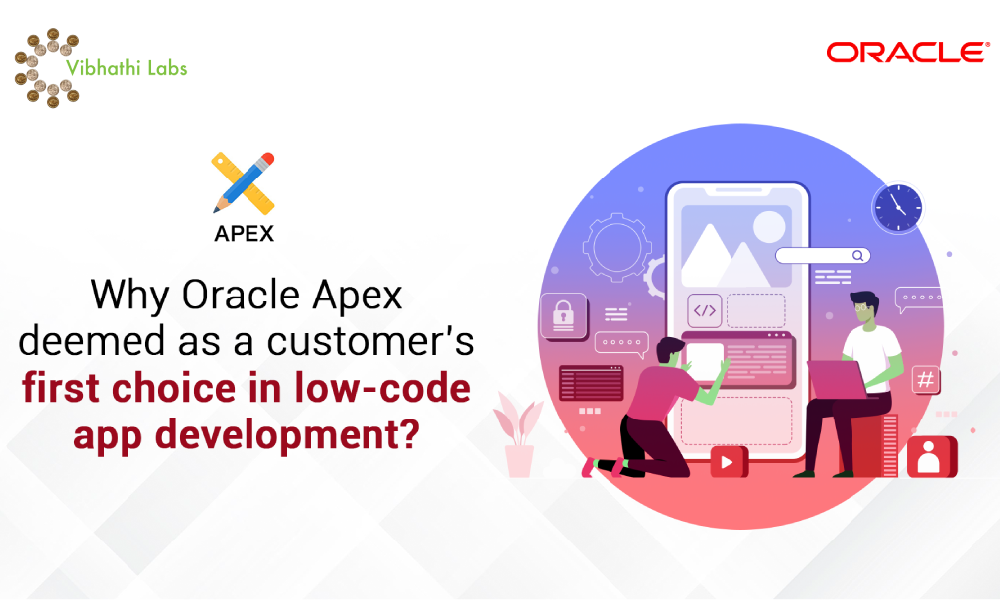 Vibhathi Labs
ORACLE®
APEX
Why Oracle Apex
deemed as a customer's
first choice in low-code
app development?
</>
#